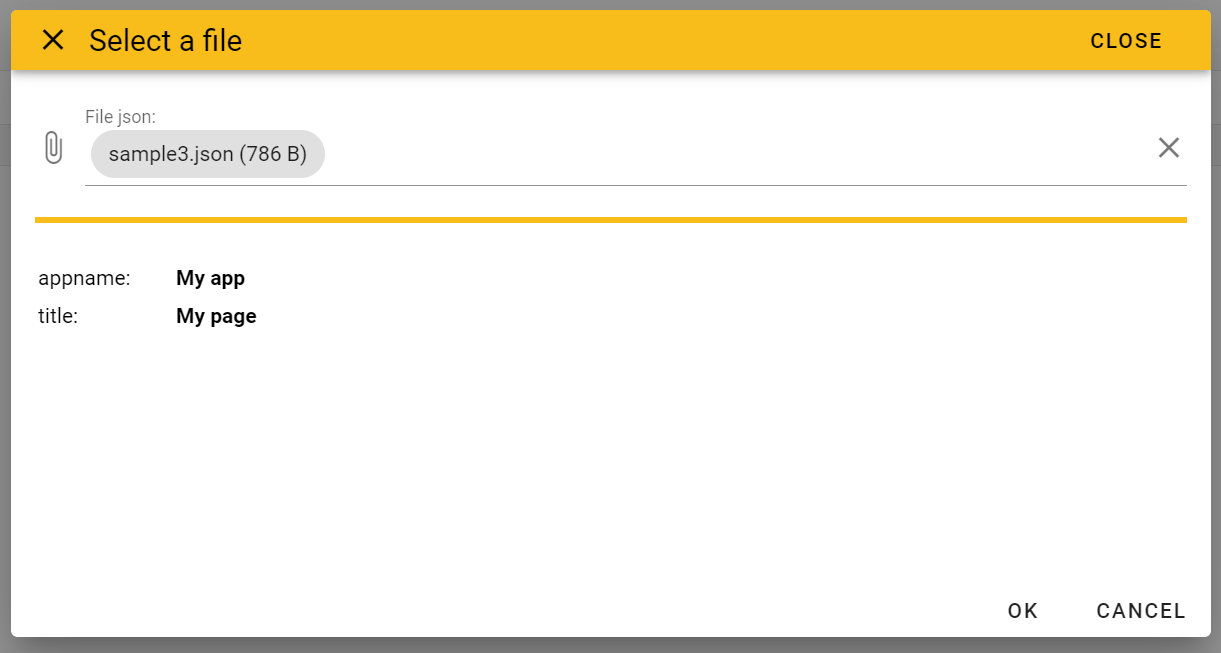 Select a file CLOSE
File json:
sample3.json (786 B)
appname: My app
title: My page
OK CANCEL